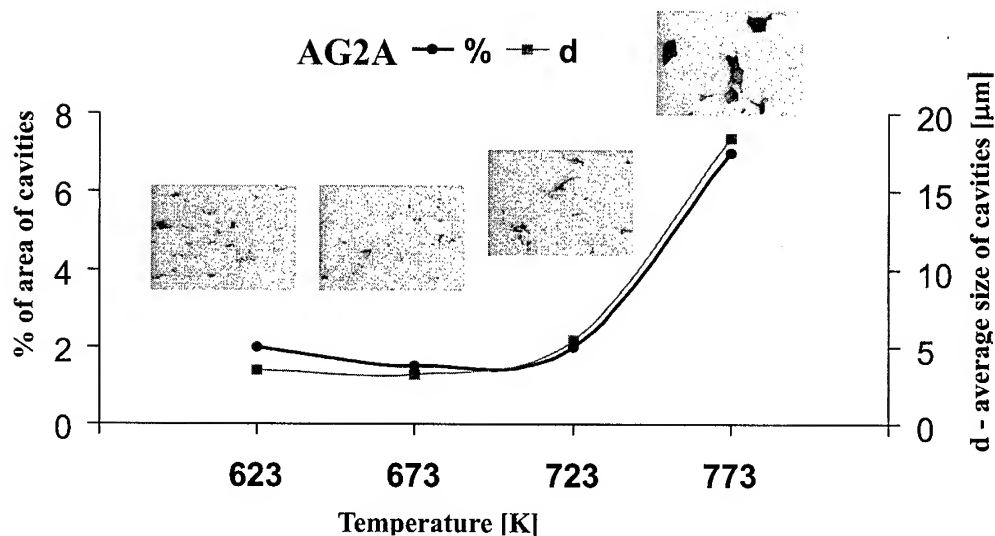 AG2A % d
% of area of cavities
8
6
4
2
0
20
15
10
5
0
d - average size of cavities [µm]
623 673 723 773
Temperature [K]